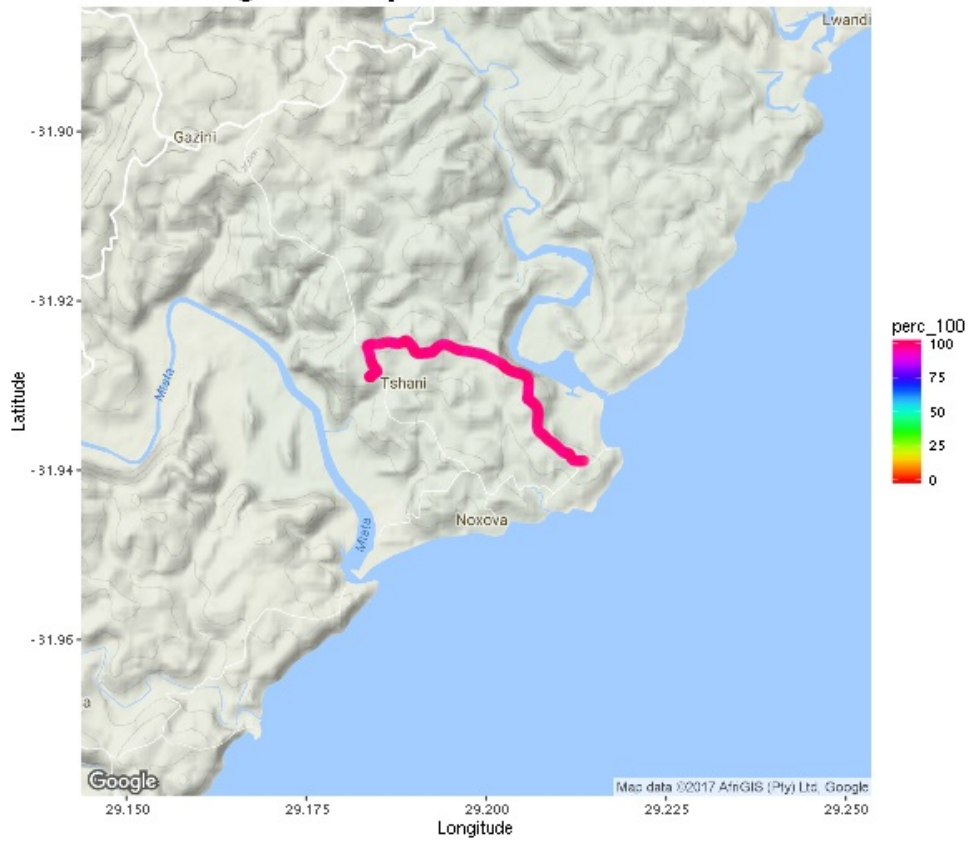 Lwandi
-31.90
Gazini
-31.92
perc_100
100
75
50
25
0
Latitude
Mtata
Tshani
-31.94
Noxova
Mtata
-31.96
a
Google
Map data ©2017 AfriGIS (Pty) Ltd, Google
29.150
29.175
29.200
29.225
29.250
Longitude